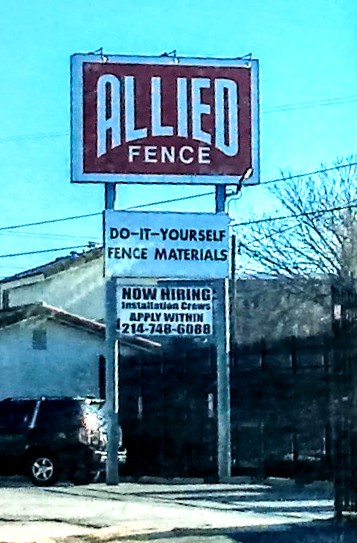 ALLIED
FENCE
DO-IT-YOURSELF
FENCE MATERIALS
NOW HIRING
Installation Crews
APPLY WITHIN
214-748-6088